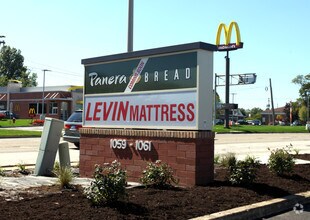 Panera BREAD
LEVIN MATTRESS
1059 - 1061